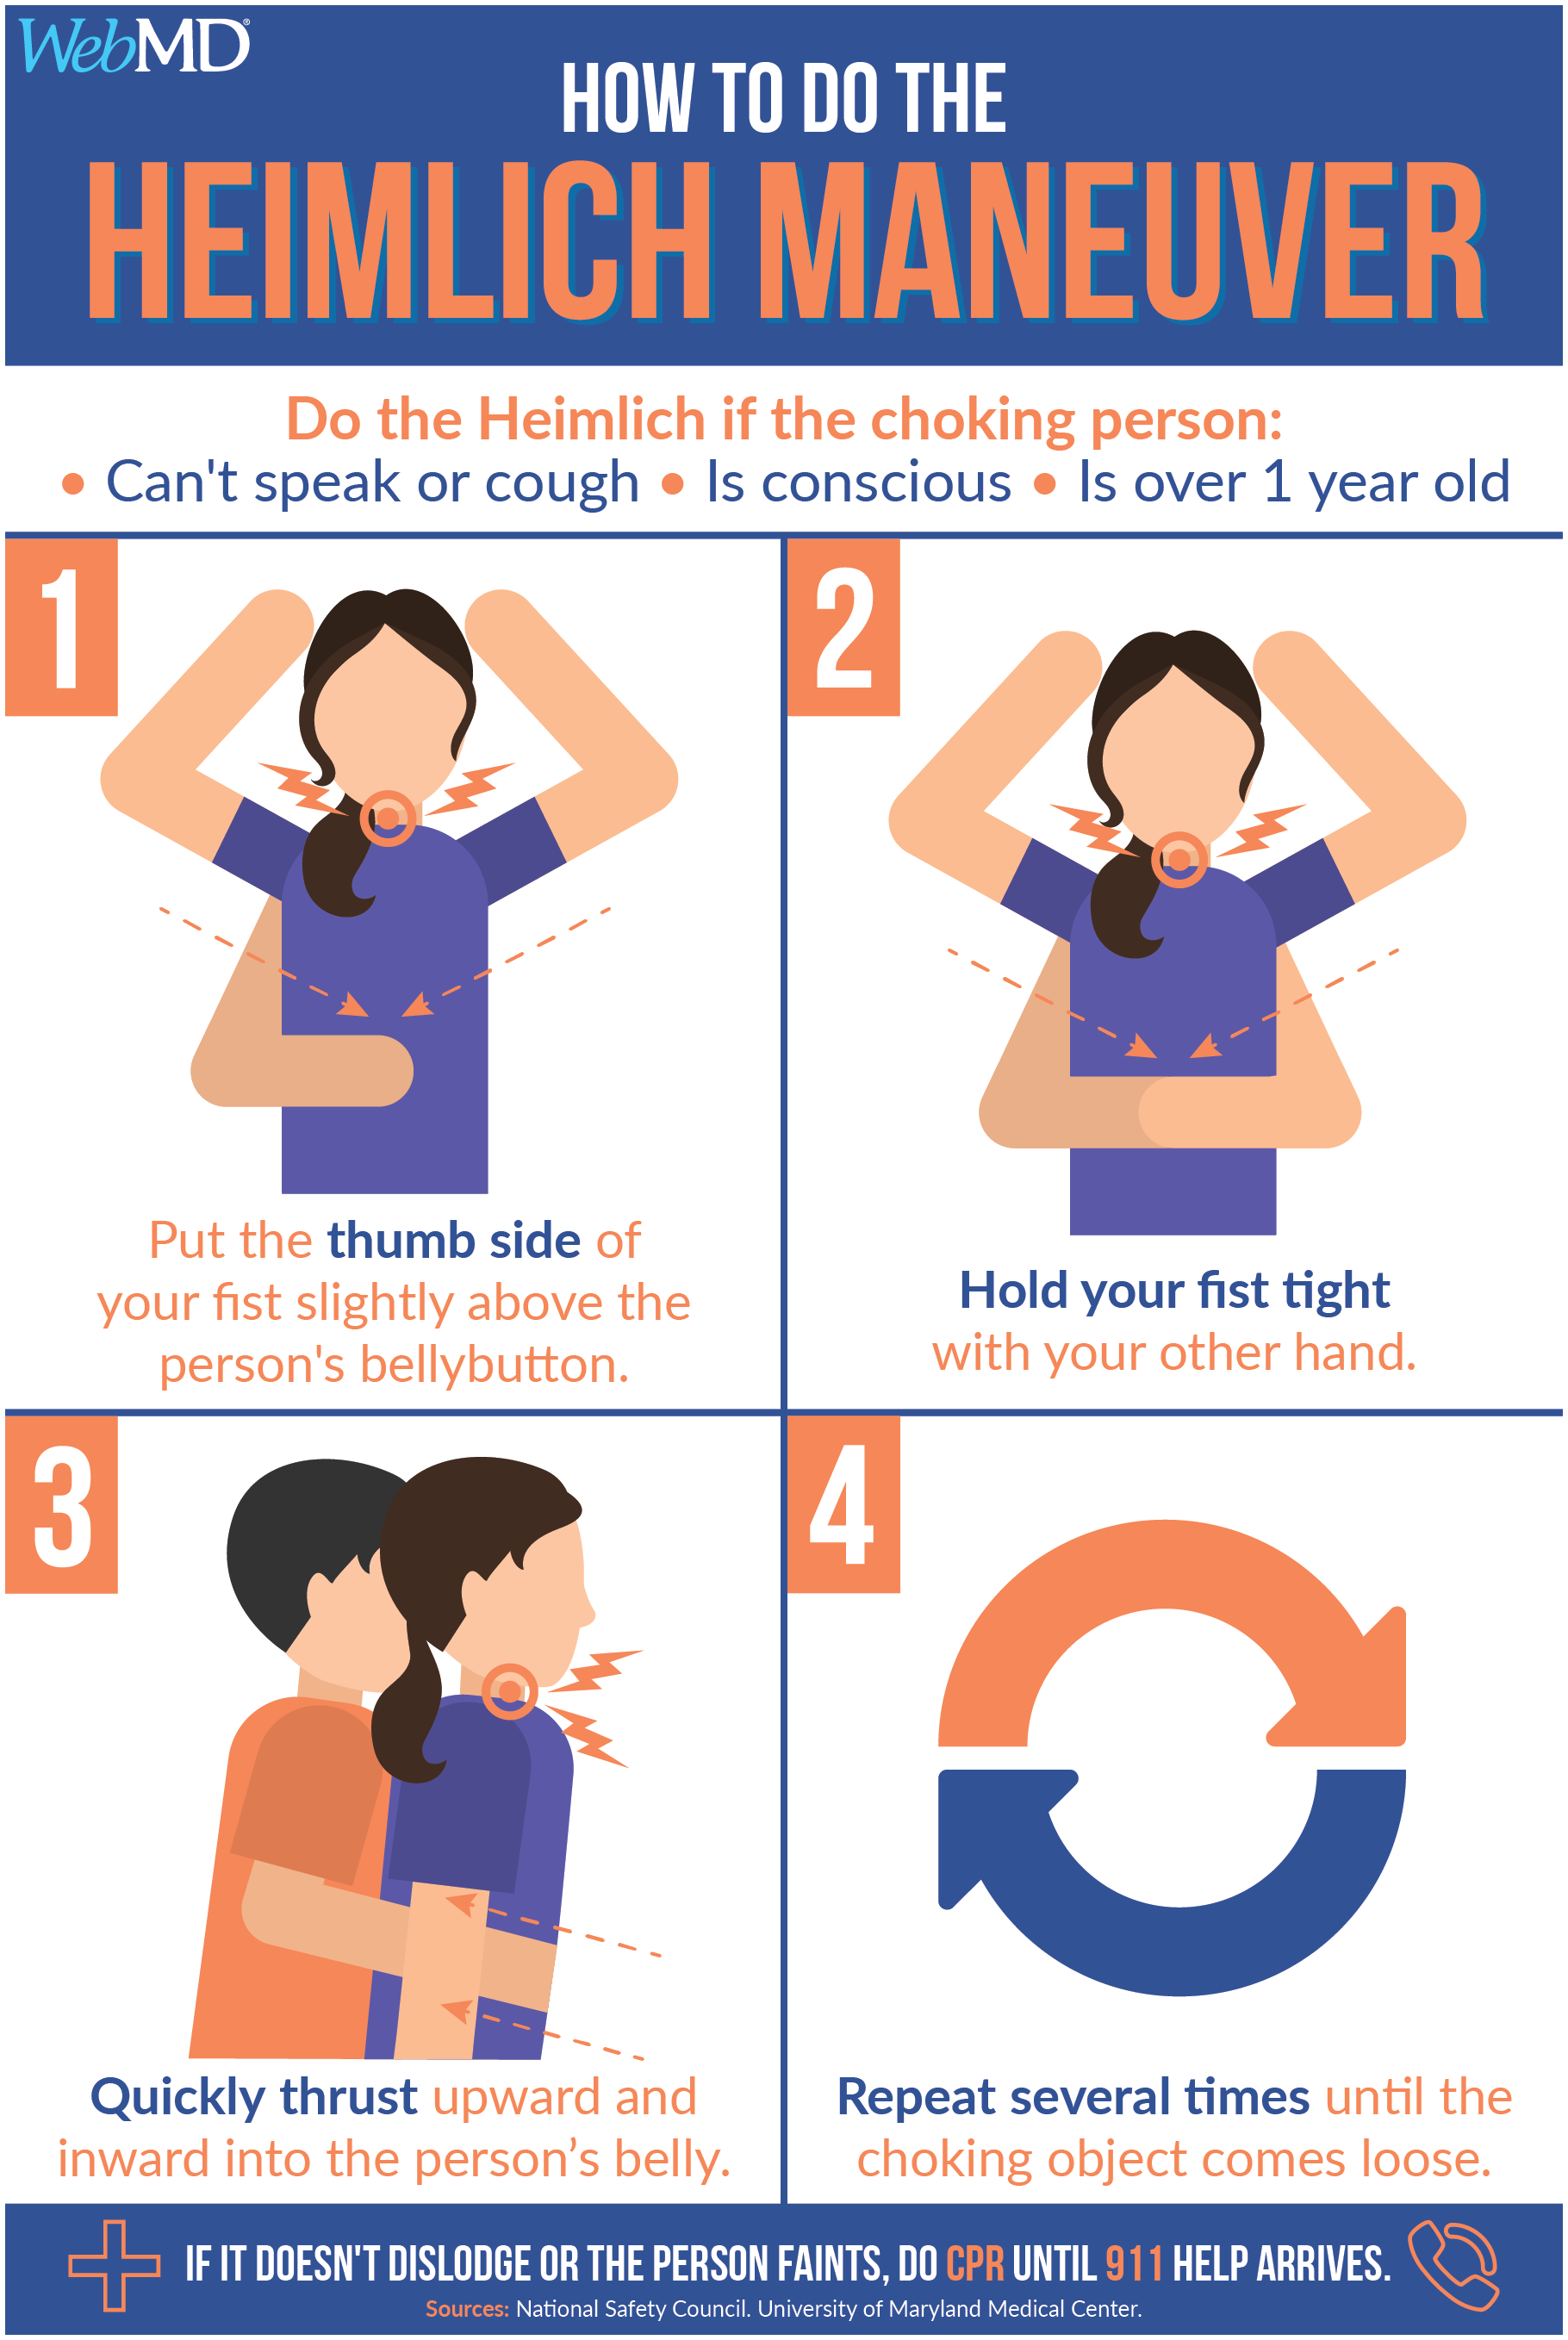 WebMD®
HOW TO DO THE
HEIMLICH MANEUVER
Do the Heimlich if the choking person:
• Can't speak or cough • Is conscious • Is over 1 year old
1
Put the thumb side of
your fist slightly above the
person's bellybutton.
2
Hold your fist tight
with your other hand.
3
Quickly thrust upward and
inward into the person’s belly.
4
Repeat several times until the
choking object comes loose.
IF IT DOESN'T DISLODGE OR THE PERSON FAINTS, DO CPR UNTIL 911 HELP ARRIVES.
Sources: National Safety Council. University of Maryland Medical Center.